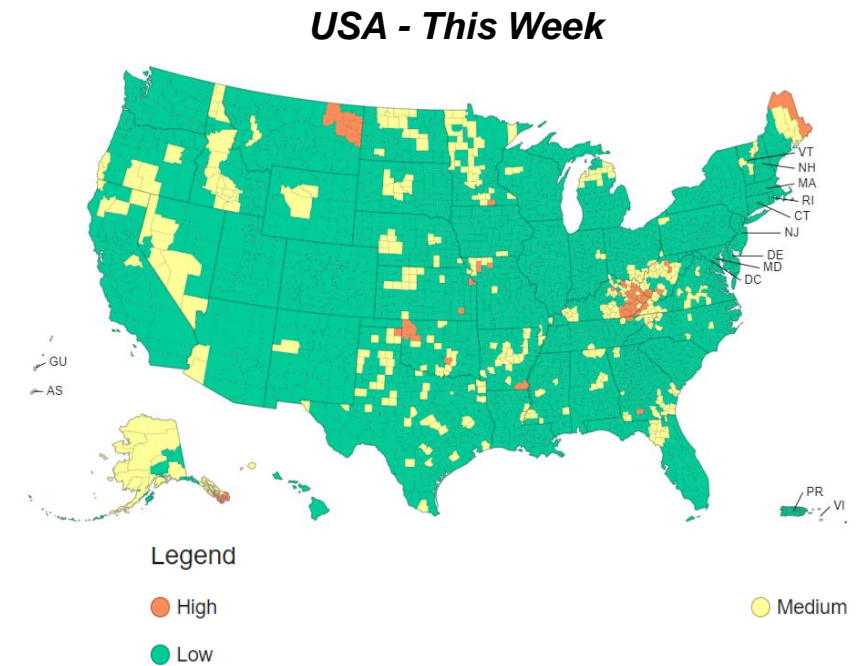 USA - This Week
VT
NH
MA
RI
CT
NJ
DE
MD
DC
GU
AS
PR
VI
Legend
High
Medium
Low